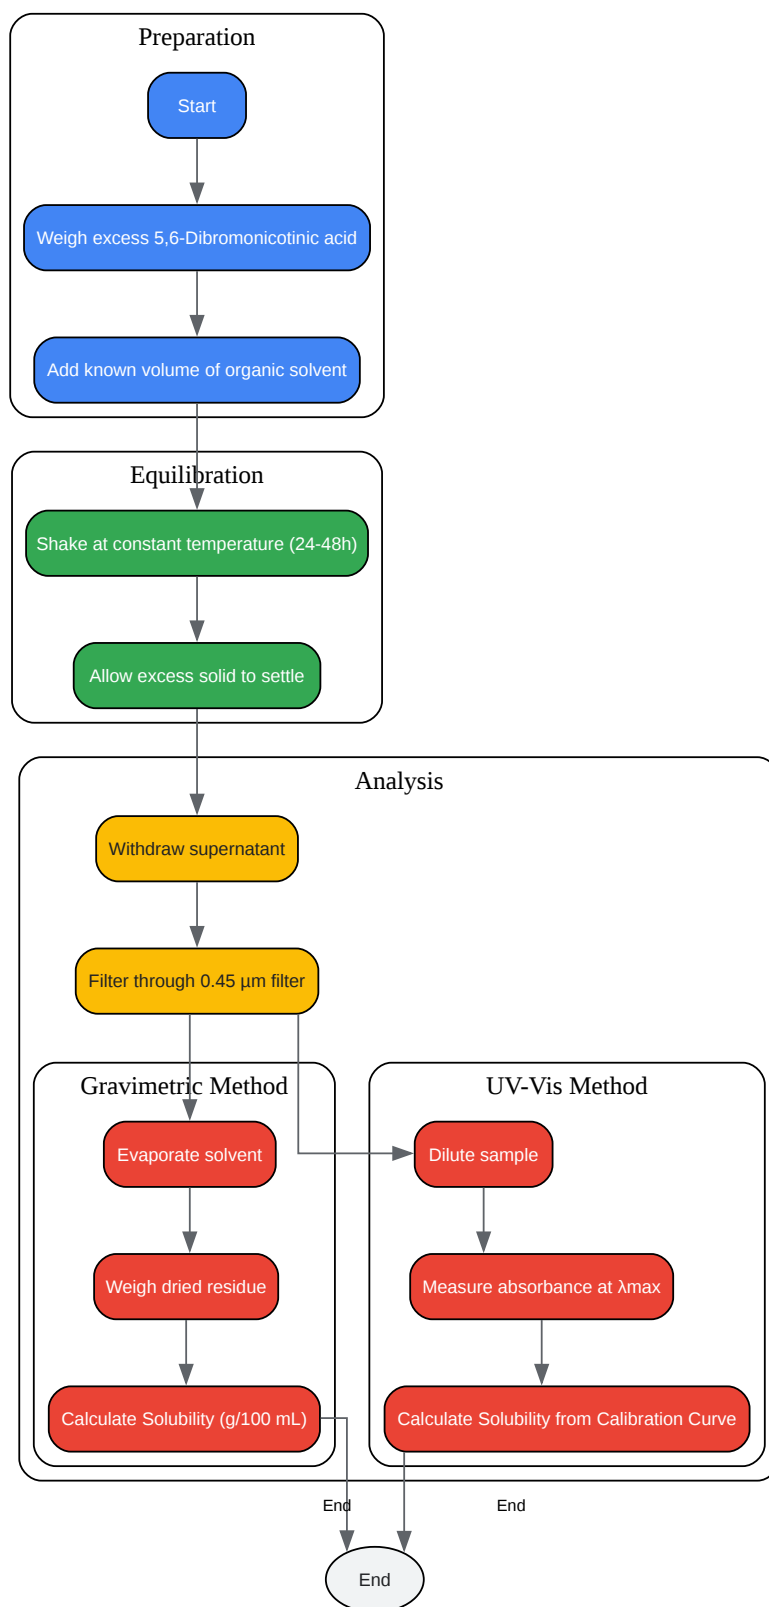 Preparation
Start
Weigh excess 5,6-Dibromonicotinic acid
Add known volume of organic solvent
Equilibration
Shake at constant temperature (24-48h)
Allow excess solid to settle
Analysis
Withdraw supernatant
Filter through 0.45 µm filter
Gravimetric Method
Evaporate solvent
Weigh dried residue
Calculate Solubility (g/100 mL)
UV-Vis Method
Dilute sample
Measure absorbance at λmax
Calculate Solubility from Calibration Curve
End
End
End